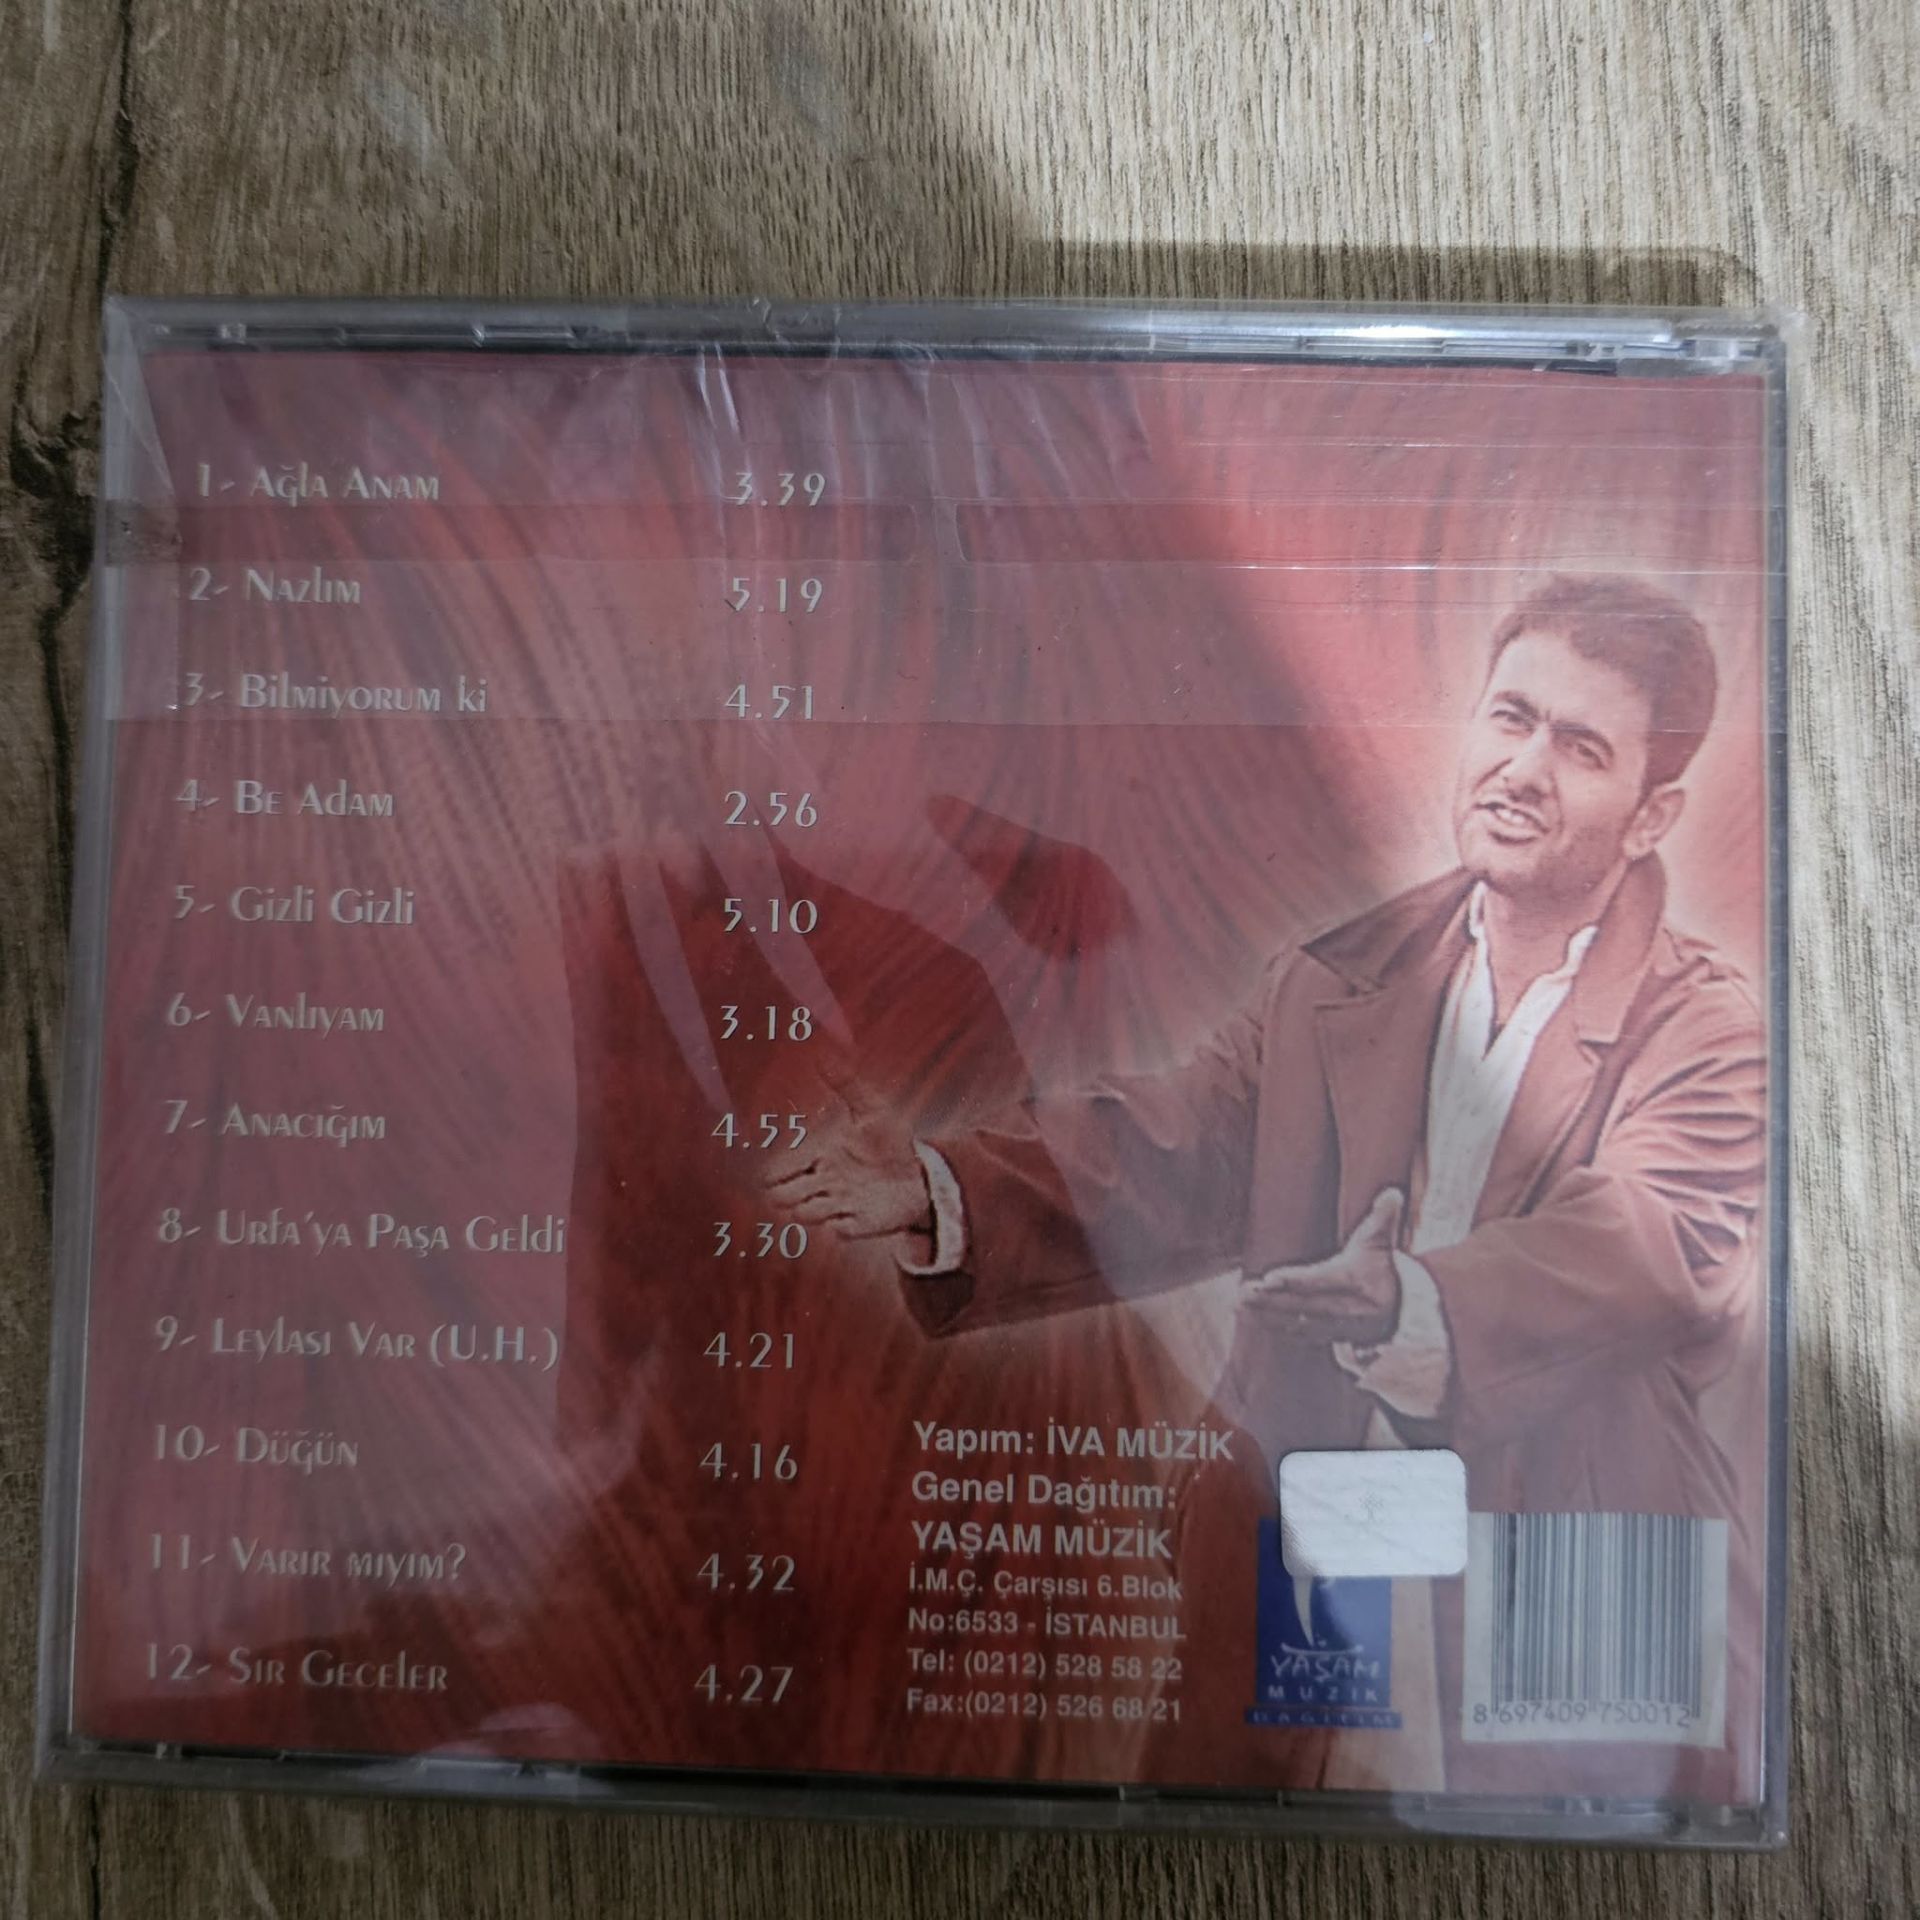 1- Ağla Anam 3.39
2- Nazlım 5.19
3- Bilmiyorum ki 4.51
4- Be Adam 2.56
5- Gizli Gizli 5.10
6- Vanlıyam 3.18
7- Anacığım 4.55
8- Urfa'ya Paşa Geldi 3.30
9- Leylası Var (U.H.) 4.21
10- Düğün 4.16
11- Varır mıyım? 4.32
12- Sır Geceler 4.27
Yapım: İVA MÜZİK
Genel Dağıtım:
YAŞAM MÜZİK
İ.M.Ç. Çarşısı 6.Blok
No:6533 - İSTANBUL
Tel: (0212) 528 58 22
Fax:(0212) 526 68 21
YAŞAM
MÜZİK
DAĞITIM
8 697409 750012